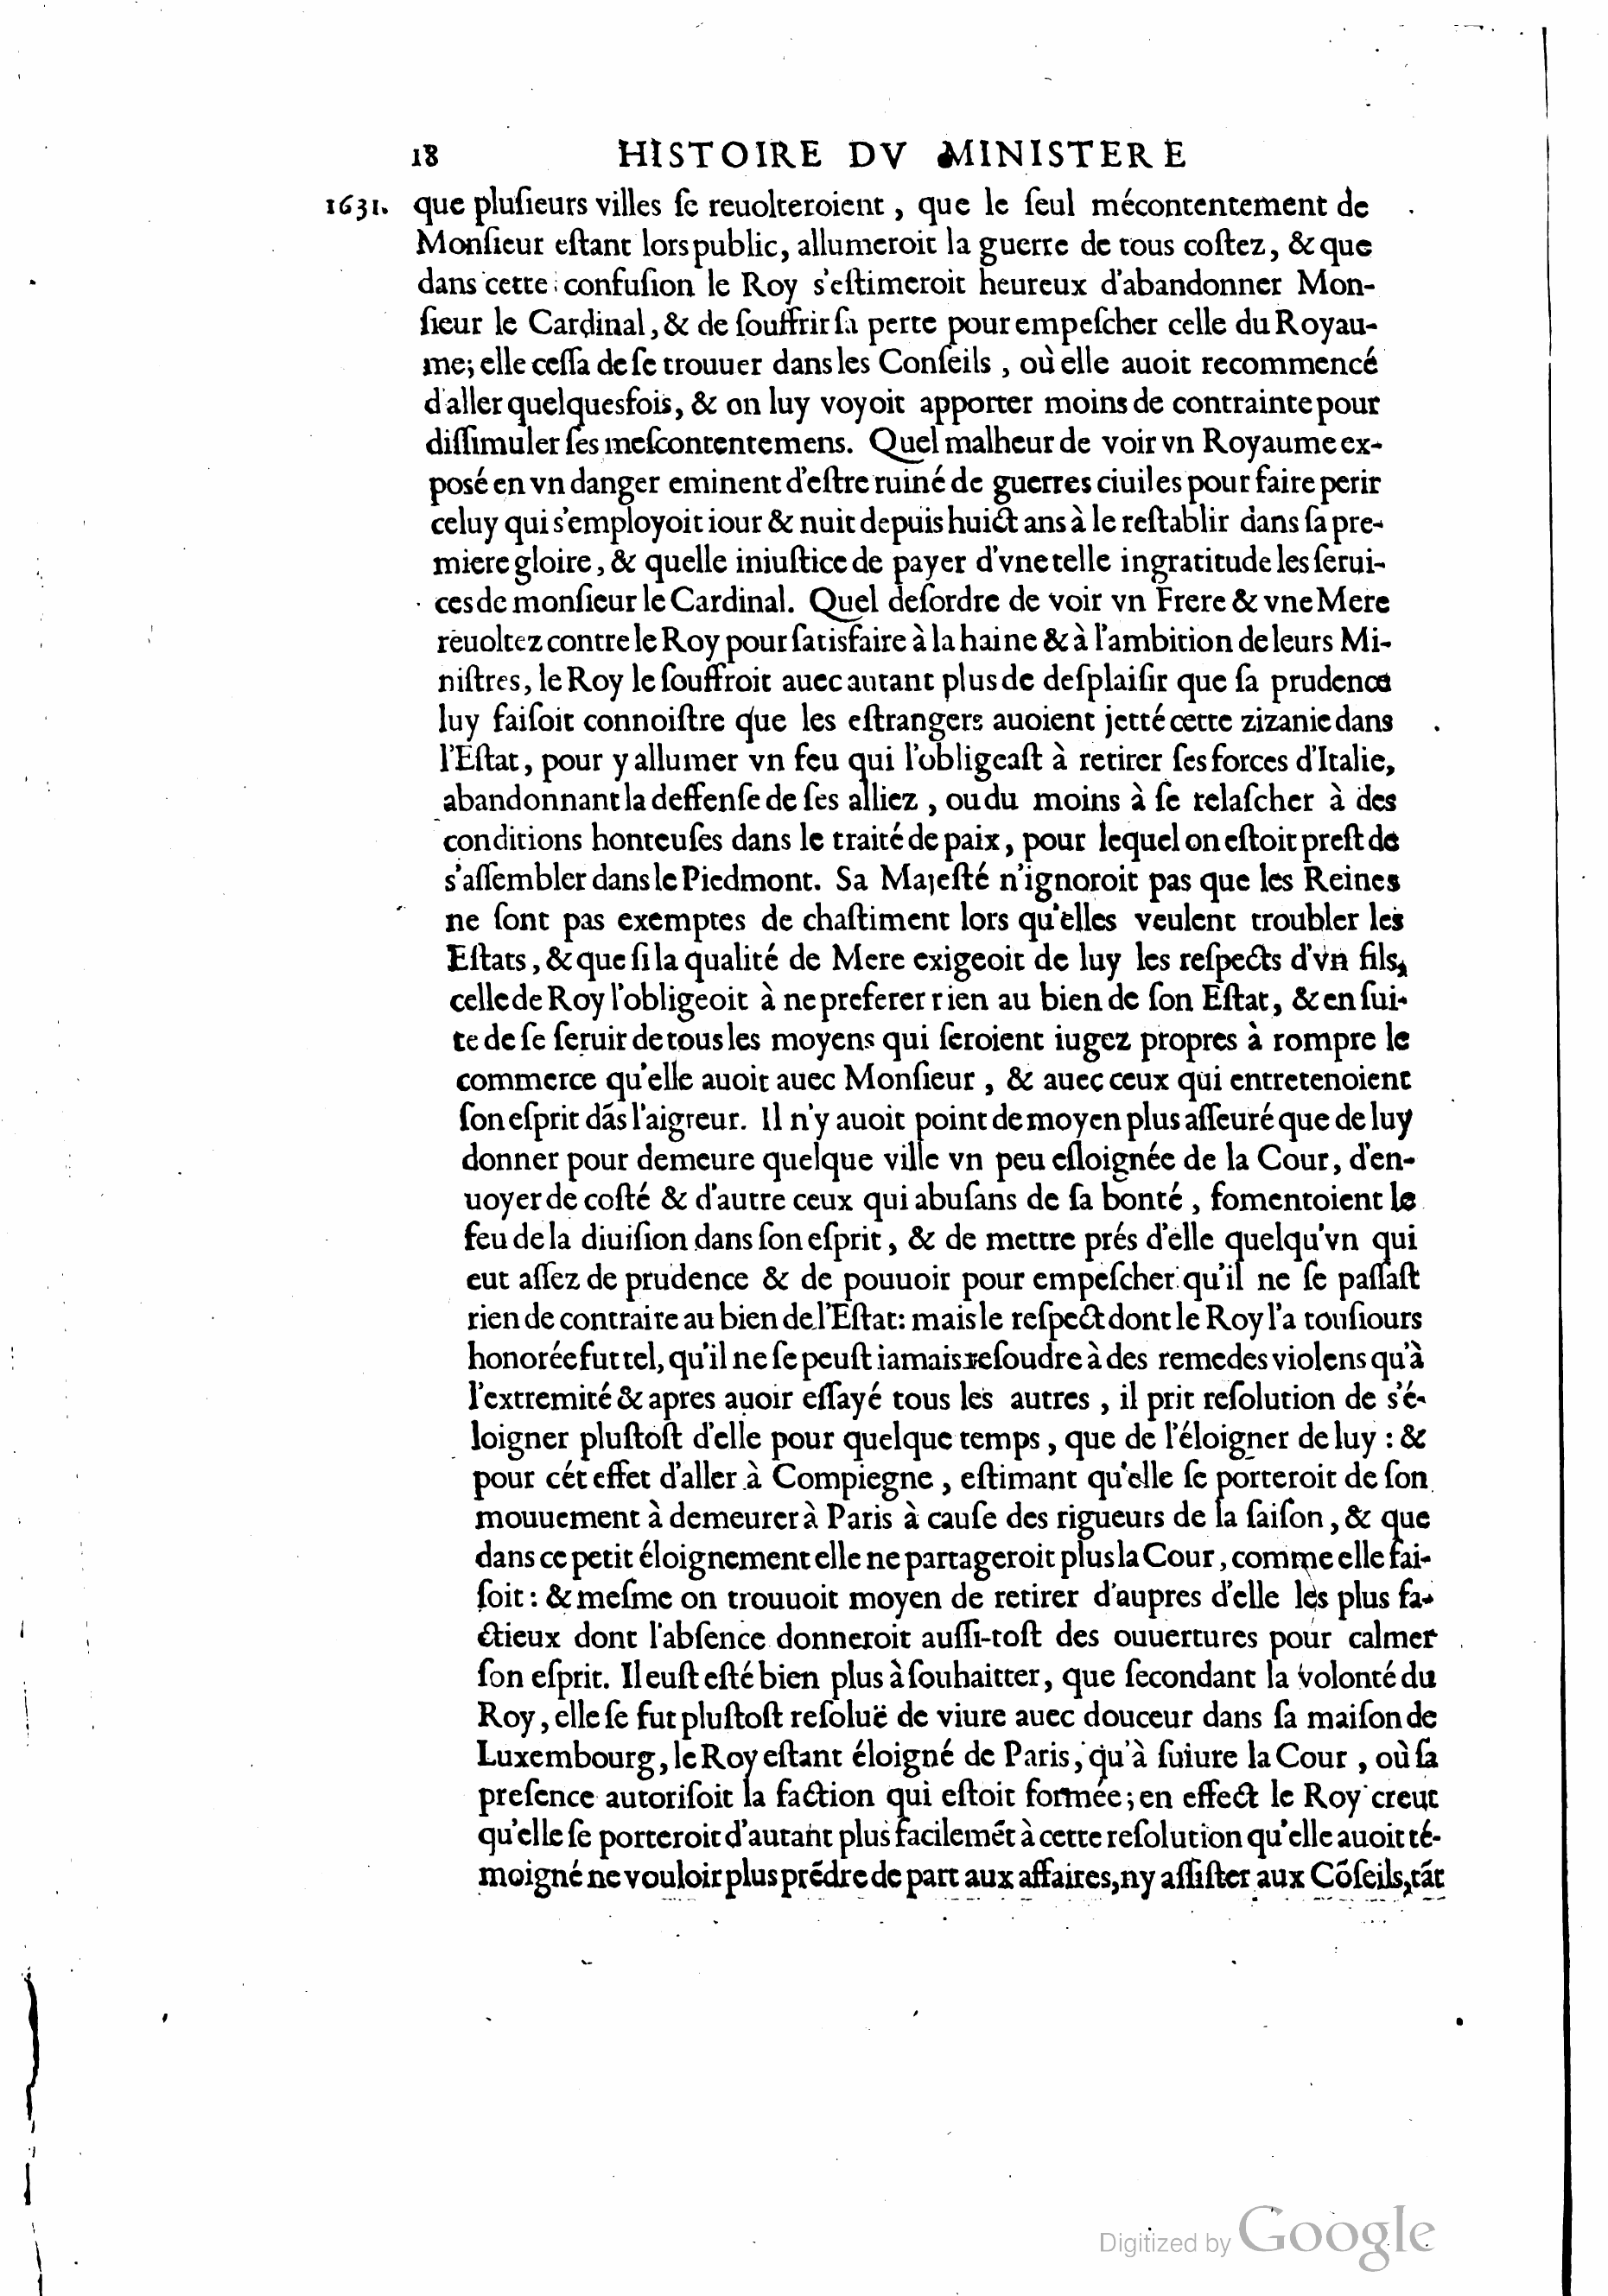 18 HISTOIRE DV MINISTERE
1631. que pluſieurs villes ſe reuolteroient, que le ſeul mécontentement de
Monſieur eſtant lors public, allumeroit la guerre de tous coſtez, & que
dans cette confuſion le Roy s'eſtimeroit heureux d'abandonner Mon-
ſieur le Cardinal, & de ſouffrir ſa perte pour empeſcher celle du Royau-
me; elle ceſſa de ſe trouuer dans les Conſeils, où elle auoit recommencé
d'aller quelquesfois, & on luy voyoit apporter moins de contrainte pour
diſſimuler ſes meſcontentemens. Quel malheur de voir vn Royaume ex-
posé en vn danger eminent d'eſtre ruiné de guerres ciuiles pour faire perir
celuy qui s'employoit iour & nuit depuis huict ans à le reſtablir dans ſa pre-
miere gloire, & quelle iniuſtice de payer d'vne telle ingratitude les ſerui-
ces de monſieur le Cardinal. Quel deſordre de voir vn Frere & vne Mere
reuoltez contre le Roy pour ſatisfaire à la haine & à l'ambition de leurs Mi-
niſtres, le Roy le ſouffroit auec autant plus de deſplaiſir que ſa prudence
luy faiſoit connoiſtre que les eſtrangers auoient jetté cette zizanie dans
l'Eſtat, pour y allumer vn feu qui l'obligeaſt à retirer ſes forces d'Italie,
abandonnant la deffenſe de ſes alliez, ou du moins à ſe relaſcher à des
conditions honteuſes dans le traité de paix, pour lequel on eſtoit preſt de
s'aſſembler dans le Piedmont. Sa Majeſté n'ignoroit pas que les Reines
ne ſont pas exemptes de chaſtiment lors qu'elles veulent troubler les
Eſtats, & que ſi la qualité de Mere exigeoit de luy les reſpects d'vn fils,
celle de Roy l'obligeoit à ne preferer rien au bien de ſon Eſtat, & en ſui-
te de ſe ſeruir de tous les moyens qui ſeroient iugez propres à rompre le
commerce qu'elle auoit auec Monſieur, & auec ceux qui entretenoient
ſon eſprit dãs l'aigreur. Il n'y auoit point de moyen plus aſſeuré que de luy
donner pour demeure quelque ville vn peu eſloignée de la Cour, d'en-
uoyer de coſté & d'autre ceux qui abuſans de ſa bonté, fomentoient le
feu de la diuiſion dans ſon eſprit, & de mettre prés d'elle quelqu'vn qui
eut aſſez de prudence & de pouuoir pour empeſcher qu'il ne ſe paſſaſt
rien de contraire au bien de l'Eſtat: mais le reſpect dont le Roy l'a touſiours
honorée fut tel, qu'il ne ſe peuſt iamais reſoudre à des remedes violens qu'à
l'extremité & apres auoir eſſayé tous les autres, il prit reſolution de s'é-
loigner pluſtoſt d'elle pour quelque temps, que de l'éloigner de luy : &
pour cét effet d'aller à Compiegne, eſtimant qu'elle ſe porteroit de ſon
mouuement à demeurer à Paris à cauſe des rigueurs de la ſaiſon, & que
dans ce petit éloignement elle ne partageroit plus la Cour, comme elle fai-
ſoit : & meſme on trouuoit moyen de retirer d'aupres d'elle les plus fa-
ctieux dont l'abſence donneroit auſſi-toſt des ouuertures pour calmer
ſon eſprit. Il euſt eſté bien plus à ſouhaitter, que ſecondant la volonté du
Roy, elle ſe fut pluſtoſt reſoluë de viure auec douceur dans ſa maiſon de
Luxembourg, le Roy eſtant éloigné de Paris, qu'à ſuiure la Cour, où ſa
preſence autoriſoit la faction qui eſtoit formée; en effect le Roy creut
qu'elle ſe porteroit d'autant plus facilemẽt à cette reſolution qu'elle auoit té-
moigné ne vouloir plus prẽdre de part aux affaires, ny aſſiſter aux Cõſeils, tãt
Digitized by Google